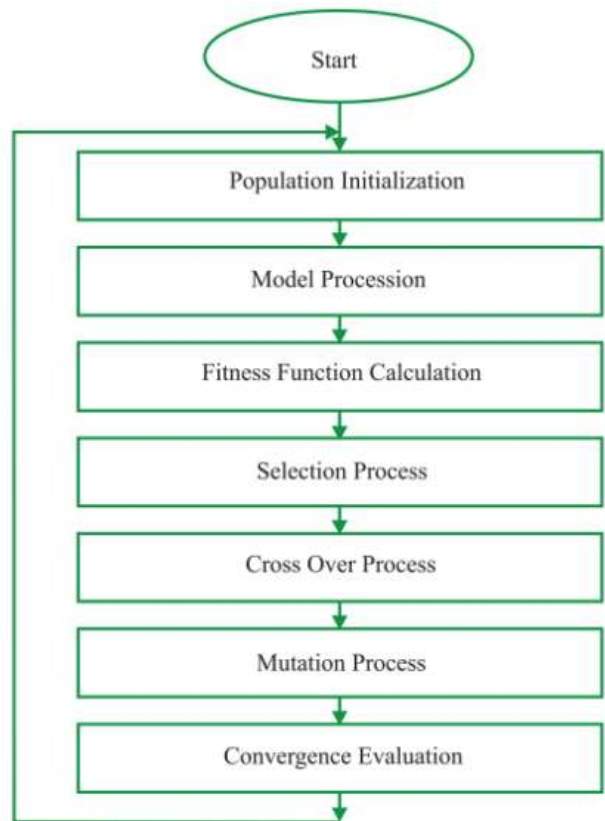 Start
Population Initialization
Model Procession
Fitness Function Calculation
Selection Process
Cross Over Process
Mutation Process
Convergence Evaluation